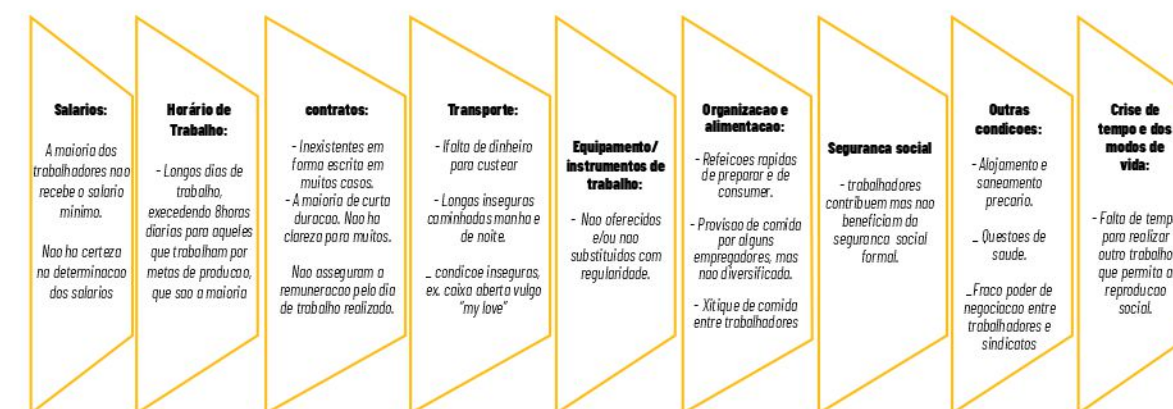 Salarios:
A maioria dos
trabalhadores nao
recebe o salario
minimo.
Nao ha certeza
na determinacao
dos salarios
Horário de
Trabalho:
- Longos dias de
trabalho,
execedendo 8horas
diarias para aqueles
que trabalham por
metas de producao,
que sao a maioria
contratos:
- Inexistentes em
forma escrita em
muitos casos.
- A maioria de curta
duracao. Nao ha
clareza para muitos.
Nao asseguram a
remuneracao pelo dia
de trabalho realizado.
Transporte:
- lfalta de dinheiro
para custear
- Longas inseguras
caminhadas manha e
de noite.
_ condicoe inseguras,
ex. caixa aberta vulgo
"my love"
Equipamento/
instrumentos de
trabalho:
- Nao oferecidos
e/ou nao
substituidos com
regularidade.
Organizacao e
alimentacao:
- Refeicoes rapidas
de preparar e de
consumer.
- Provisao de comida
por alguns
empregadores, mas
não diversificada.
- Xitique de comida
entre trabalhadores
Seguranca social
- trabalhadores
contribuem mas nao
beneficiam da
seguranca social
formal.
Outras
condicoes:
- Alojamento e
saneamento
precario.
_ Questoes de
saude.
_Fraco poder de
negociacao entre
trabalhadores e
sindicatos
Crise de
tempo e dos
modos de
vida:
- Falta de temp
para realizar
outro trabalho
que permita a
reproducao
social.